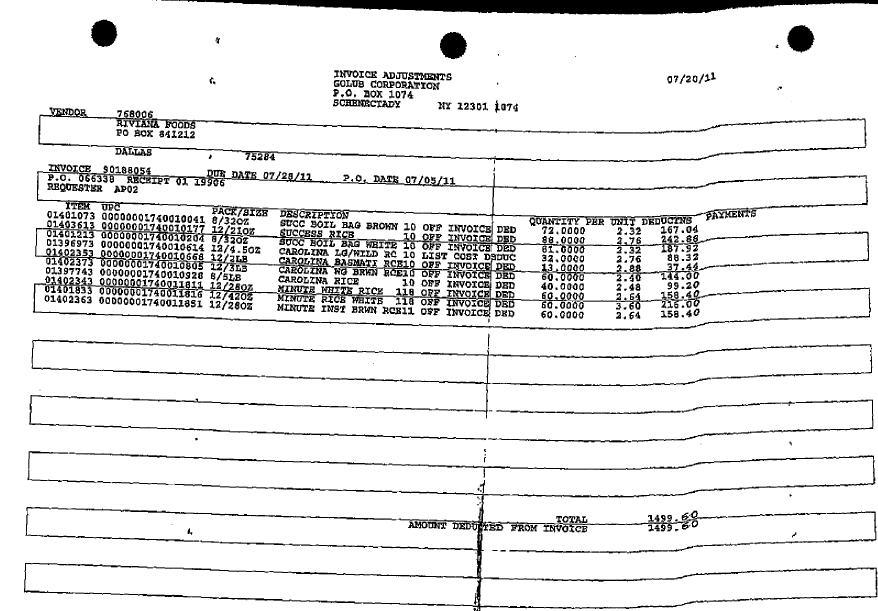 INVOICE ADJUSTMENTS
GOLUB CORPORATION
P.O. BOX 1074
SCHENECTADY NY 12301 1074
07/20/11
VENDOR 768006
RIVIANA FOODS
PO BOX 841212
DALLAS , 75284
INVOICE 90188054 DUE DATE 07/28/11 P.O. DATE 07/05/11
P.O. 066338 RECEIPT 01 19906
REQUESTER AP02
ITEM UPC PACK/SIZE DESCRIPTION QUANTITY PER UNIT DEDUCTNS PAYMENTS
01401073 00000001740010041 8/32OZ SUCC BOIL BAG BROWN 10 OFF INVOICE DED 72.0000 2.32 167.04
01403613 00000001740010177 12/21OZ SUCCESS RICE 10 OFF INVOICE DED 88.0000 2.76 242.88
01401213 00000001740010204 8/32OZ SUCC BOIL BAG WHITE 10 OFF INVOICE DED 81.0000 2.32 187.92
01396973 00000001740010614 12/4.5OZ CAROLINA LG/WILD RC 10 LIST COST DEDUC 32.0000 2.76 88.32
01402353 00000001740010668 12/2LB CAROLINA BASMATI RCE10 OFF INVOICE DED 13.0000 2.88 37.44
01402373 00000001740010805 12/3LB CAROLINA WG BRWN RCE10 OFF INVOICE DED 60.0000 2.40 144.00
01397743 00000001740010928 8/5LB CAROLINA RICE 10 OFF INVOICE DED 40.0000 2.48 99.20
01402343 00000001740011811 12/28OZ MINUTE WHITE RICE 118 OFF INVOICE DED 60.0000 2.64 158.40
01401833 00000001740011816 12/42OZ MINUTE RICE WHITE 118 OFF INVOICE DED 60.0000 3.60 216.00
01402363 00000001740011851 12/28OZ MINUTE INST BRWN RCE11 OFF INVOICE DED 60.0000 2.64 158.40
TOTAL 1499.60
AMOUNT DEDUCTED FROM INVOICE 1499.60